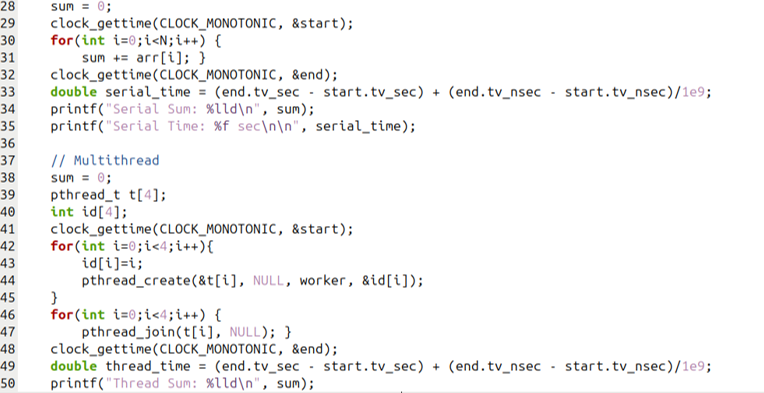 28 sum = 0;
29 clock_gettime(CLOCK_MONOTONIC, &start);
30 for(int i=0;i<N;i++) {
31 sum += arr[i]; }
32 clock_gettime(CLOCK_MONOTONIC, &end);
33 double serial_time = (end.tv_sec - start.tv_sec) + (end.tv_nsec - start.tv_nsec)/1e9;
34 printf("Serial Sum: %lld\n", sum);
35 printf("Serial Time: %f sec\n\n", serial_time);
36
37 // Multithread
38 sum = 0;
39 pthread_t t[4];
40 int id[4];
41 clock_gettime(CLOCK_MONOTONIC, &start);
42 for(int i=0;i<4;i++){
43 id[i]=i;
44 pthread_create(&t[i], NULL, worker, &id[i]);
45 }
46 for(int i=0;i<4;i++) {
47 pthread_join(t[i], NULL); }
48 clock_gettime(CLOCK_MONOTONIC, &end);
49 double thread_time = (end.tv_sec - start.tv_sec) + (end.tv_nsec - start.tv_nsec)/1e9;
50 printf("Thread Sum: %lld\n", sum);